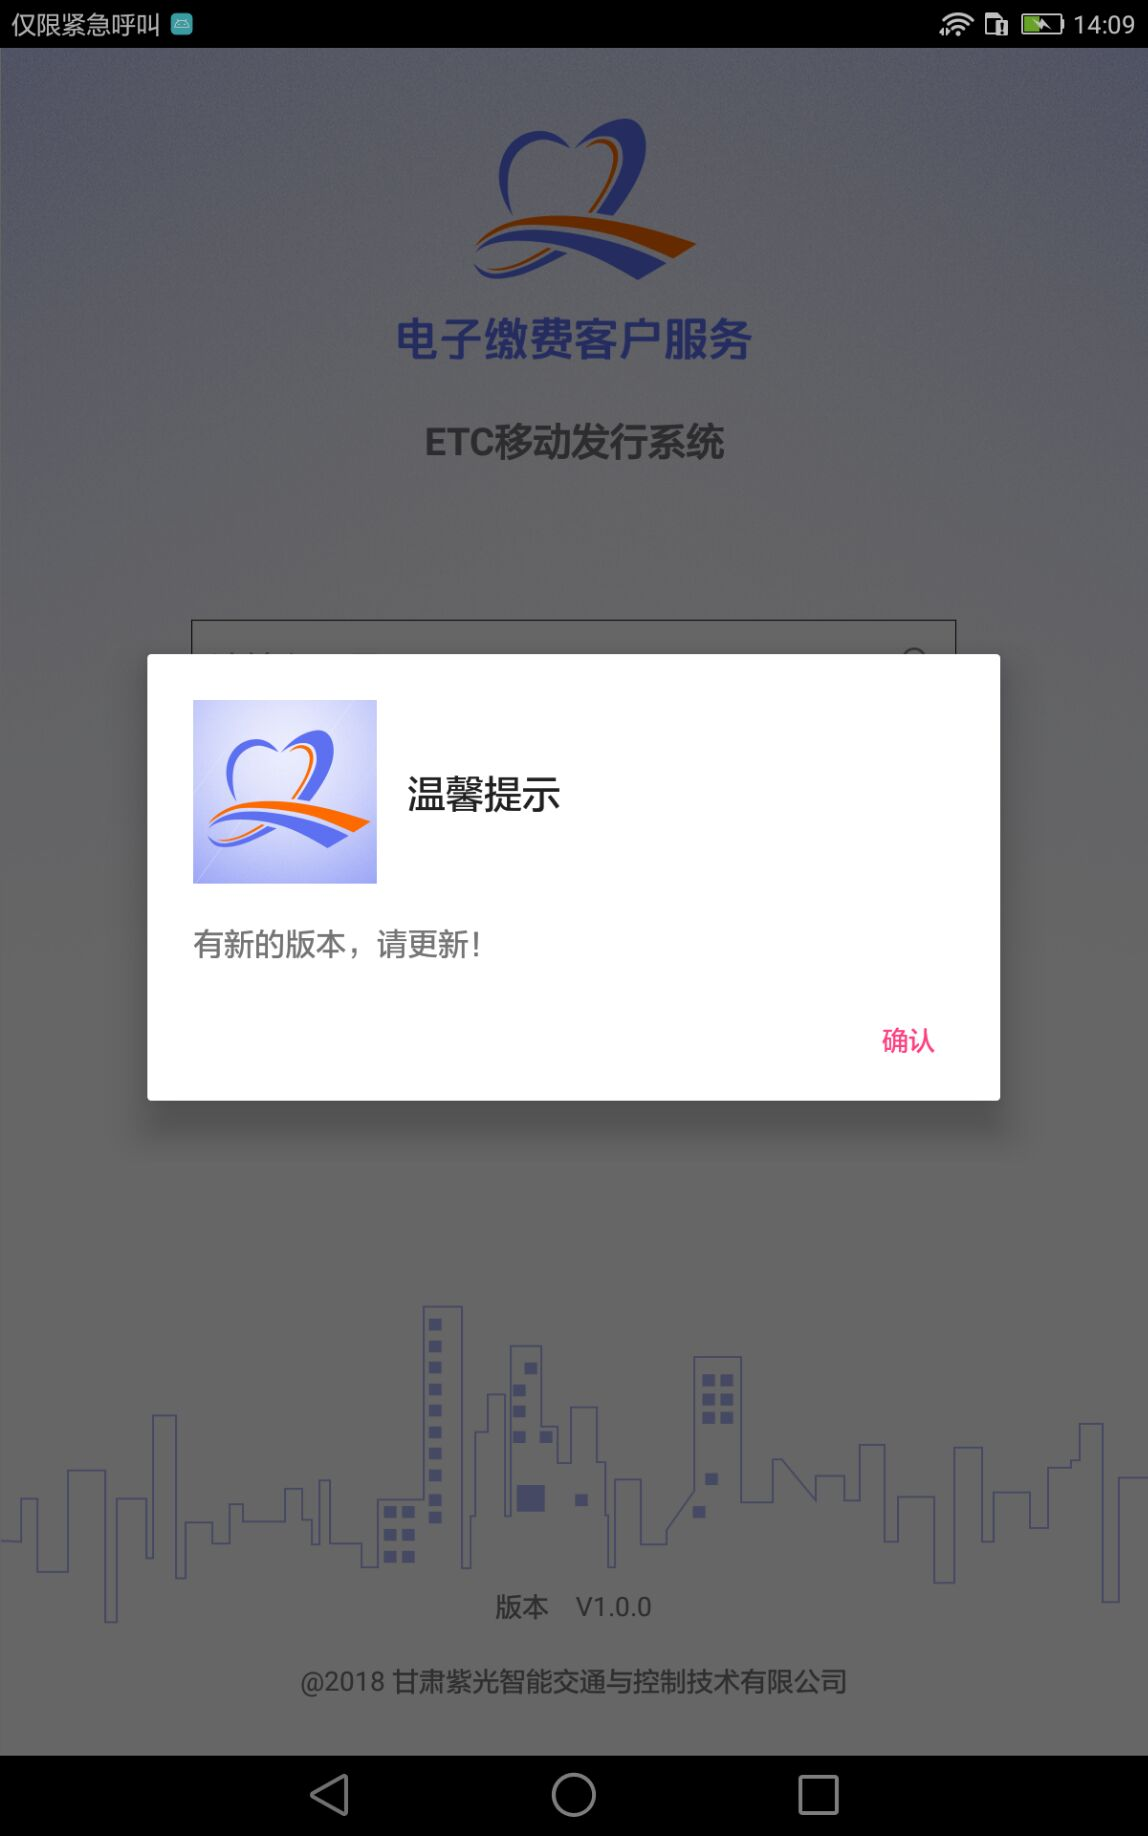 仅限紧急呼叫 14:09
电子缴费客户服务
ETC移动发行系统
温馨提示
有新的版本，请更新！
确认
版本 V1.0.0
@2018 甘肃紫光智能交通与控制技术有限公司